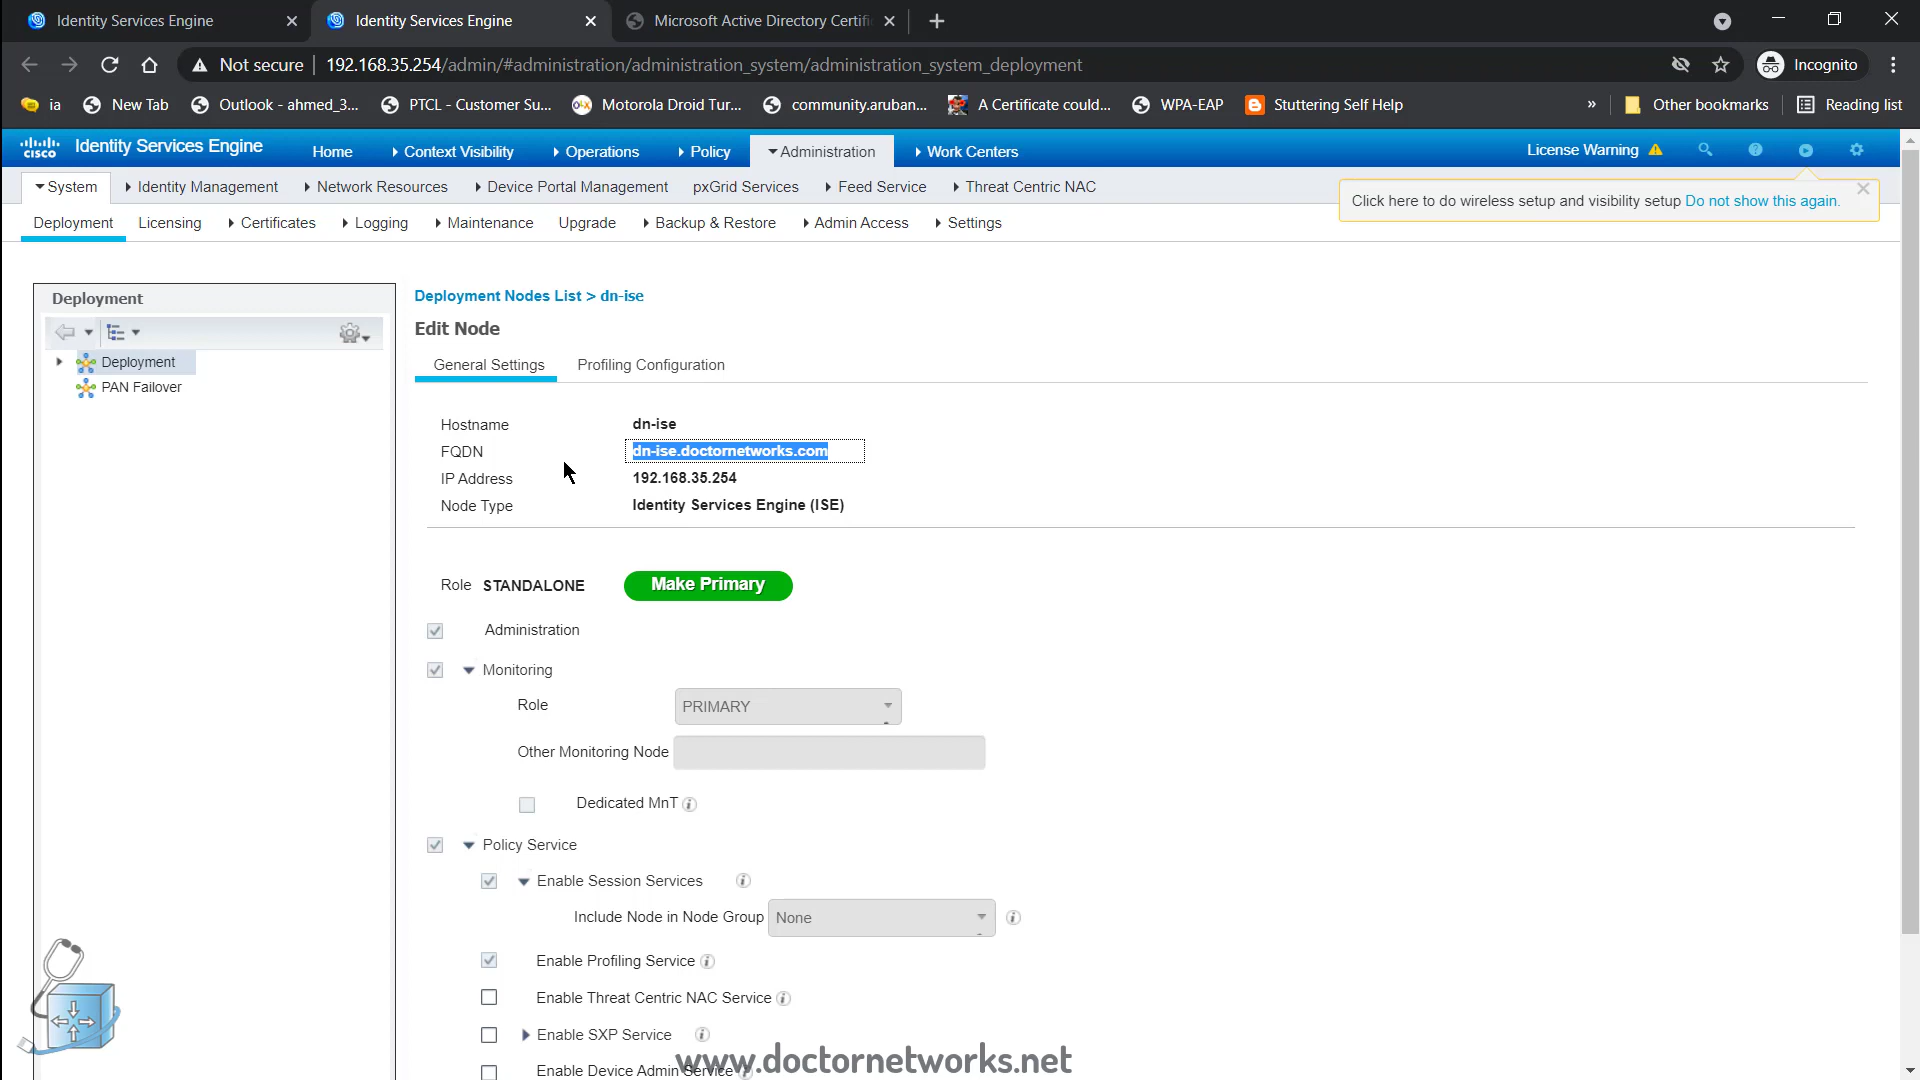 Identity Services Engine
Identity Services Engine
Microsoft Active Directory Certifi
Not secure
192.168.35.254/admin/#administration/administration_system/administration_system_deployment
Incognito
ia
New Tab
Outlook - ahmed_3...
PTCL - Customer Su...
OLX
Motorola Droid Tur...
community.aruban...
A Certificate could...
WPA-EAP
Stuttering Self Help
»
Other bookmarks
Reading list
cisco
Identity Services Engine
Home
Context Visibility
Operations
Policy
Administration
Work Centers
License Warning
System
Identity Management
Network Resources
Device Portal Management
pxGrid Services
Feed Service
Threat Centric NAC
Click here to do wireless setup and visibility setup Do not show this again.
Deployment
Licensing
Certificates
Logging
Maintenance
Upgrade
Backup & Restore
Admin Access
Settings
Deployment
Deployment
PAN Failover
Deployment Nodes List > dn-ise
Edit Node
General Settings
Profiling Configuration
Hostname dn-ise
FQDN dn-ise.doctornetworks.com
IP Address 192.168.35.254
Node Type Identity Services Engine (ISE)
Role STANDALONE Make Primary
Administration
Monitoring
Role PRIMARY
Other Monitoring Node
Dedicated MnT
Policy Service
Enable Session Services
Include Node in Node Group None
Enable Profiling Service
Enable Threat Centric NAC Service
Enable SXP Service
Enable Device Admin Service
www.doctornetworks.net